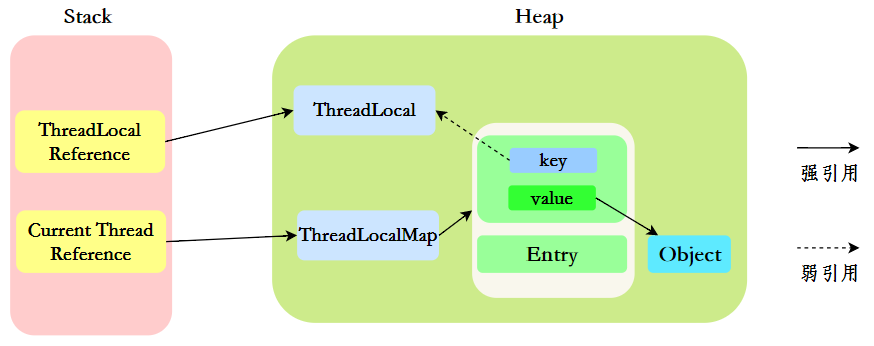 Stack
Heap
ThreadLocal
Reference
ThreadLocal
key
value
强引用
Current Thread
Reference
ThreadLocalMap
Entry
Object
弱引用